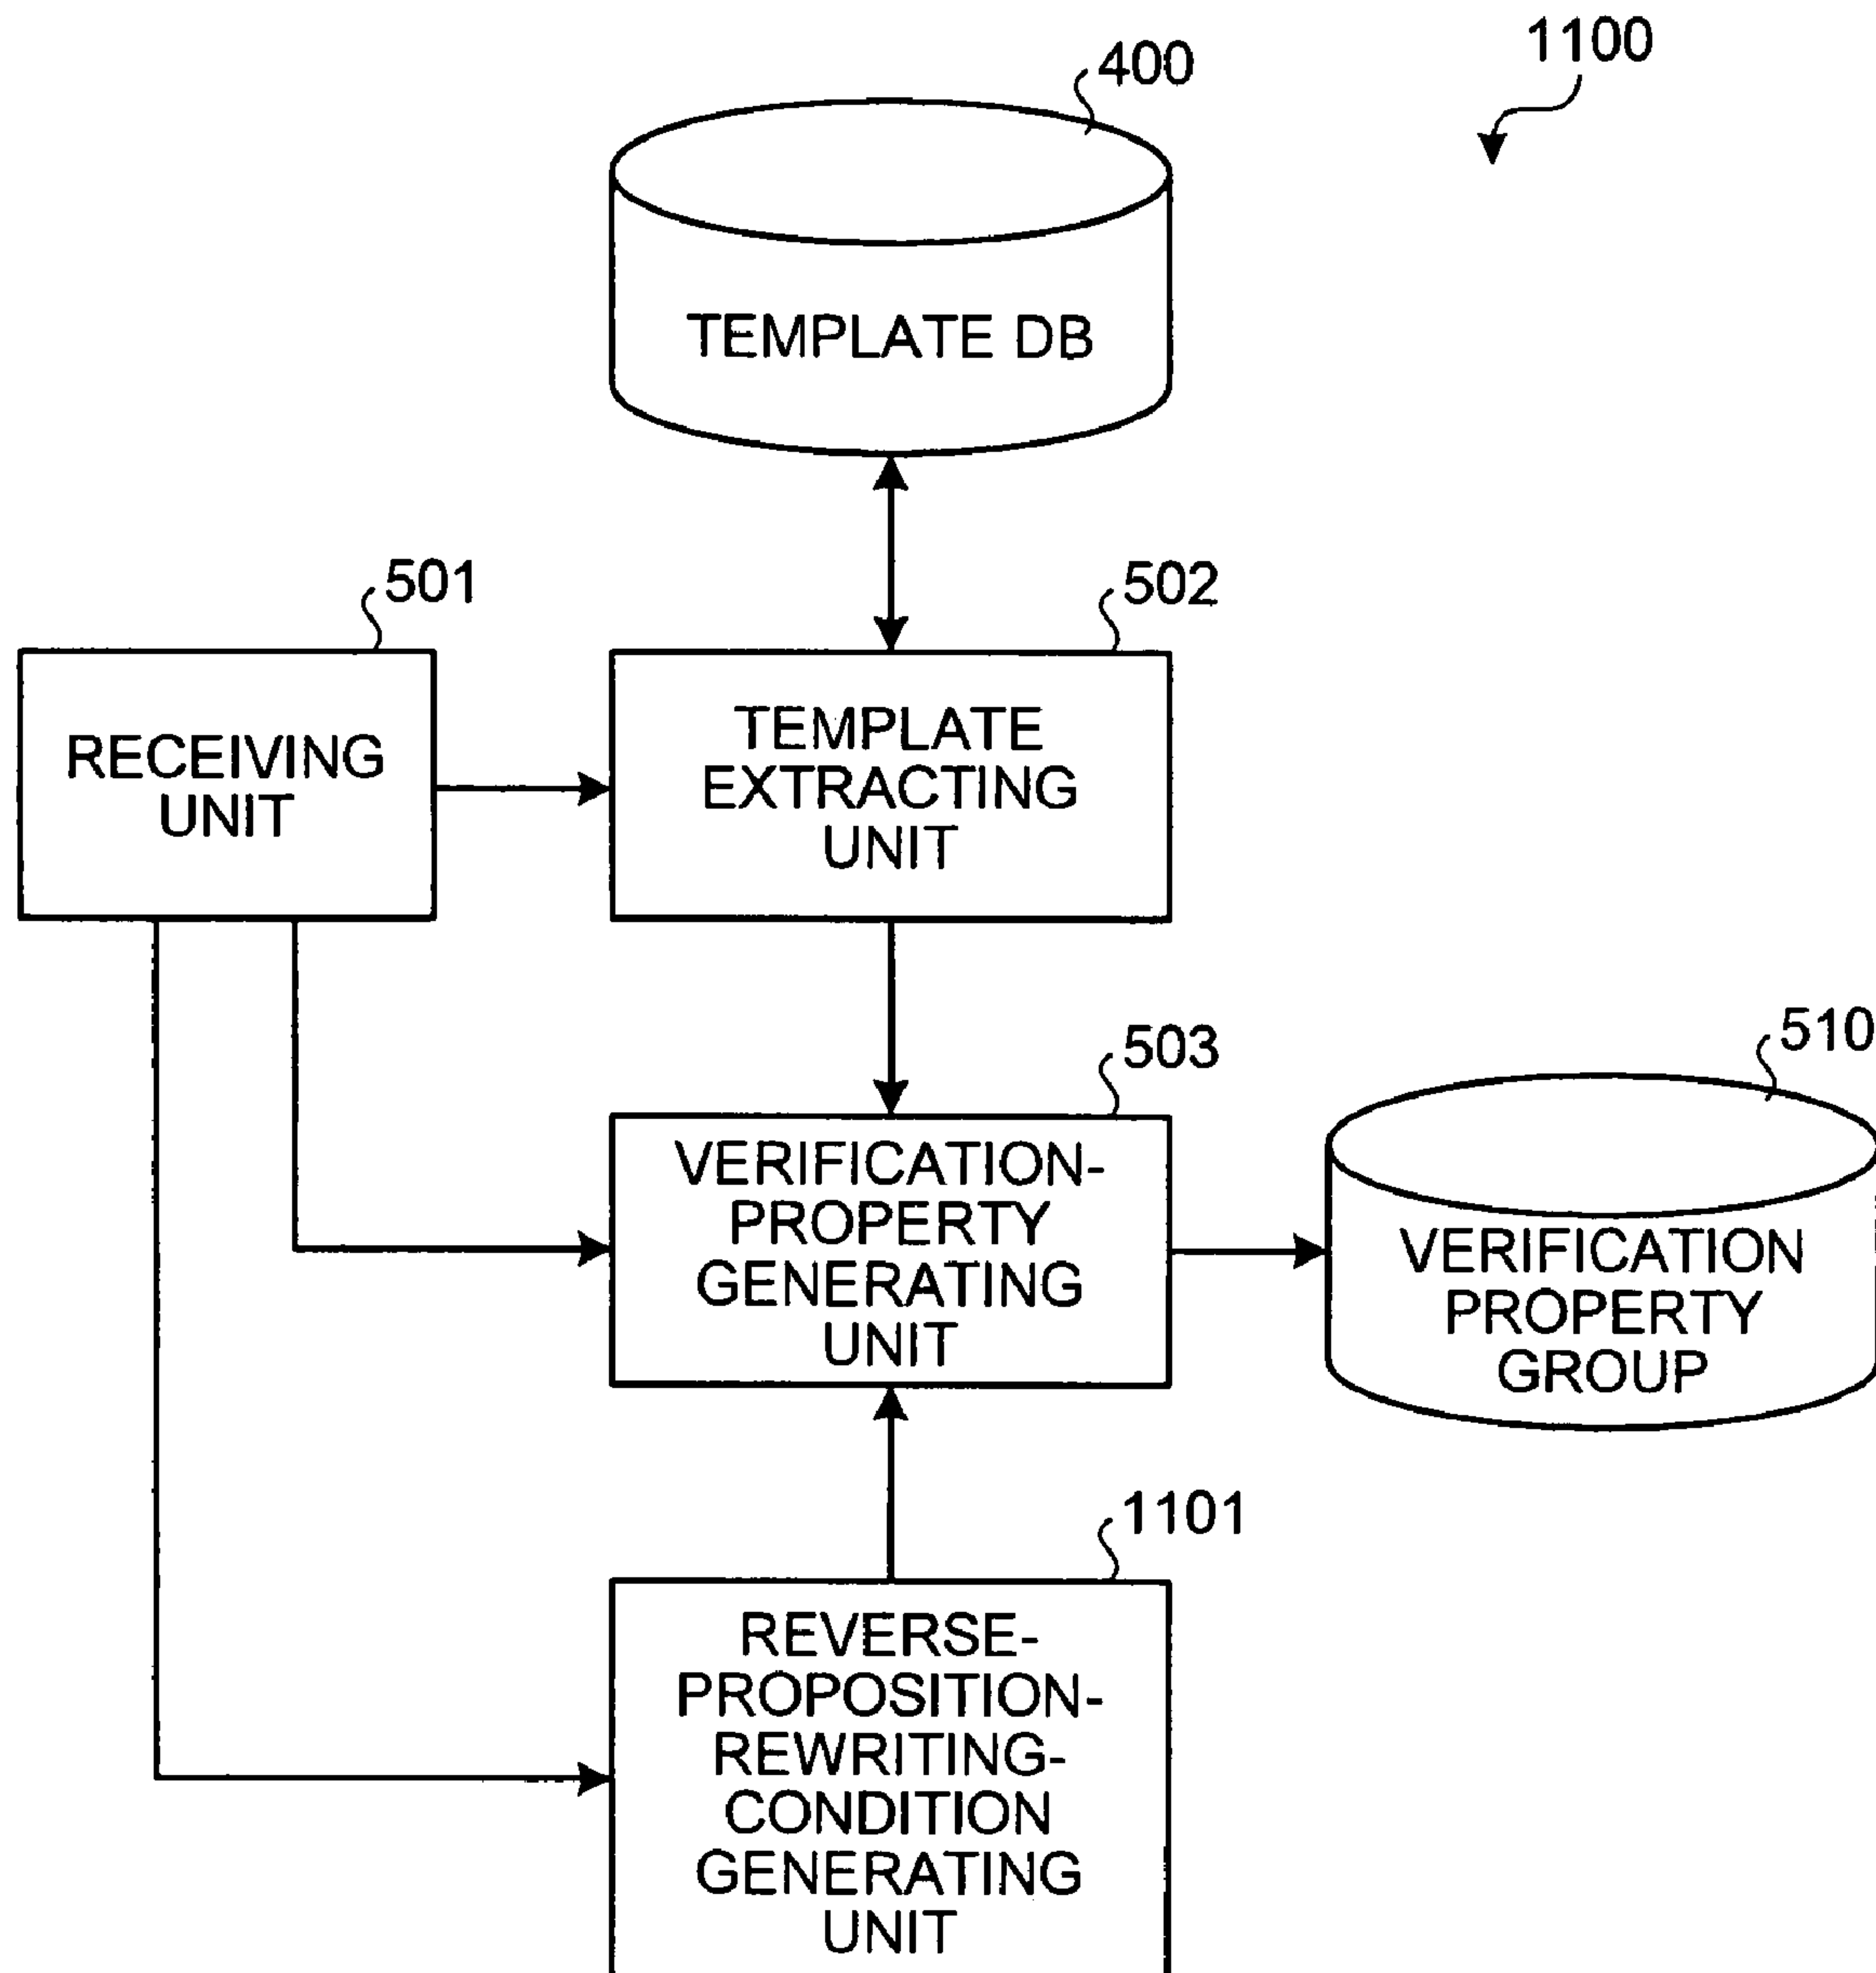 1100
400
TEMPLATE DB
501
502
RECEIVING
UNIT
TEMPLATE
EXTRACTING
UNIT
503
510
VERIFICATION-
PROPERTY
GENERATING
UNIT
VERIFICATION
PROPERTY
GROUP
1101
REVERSE-
PROPOSITION-
REWRITING-
CONDITION
GENERATING
UNIT